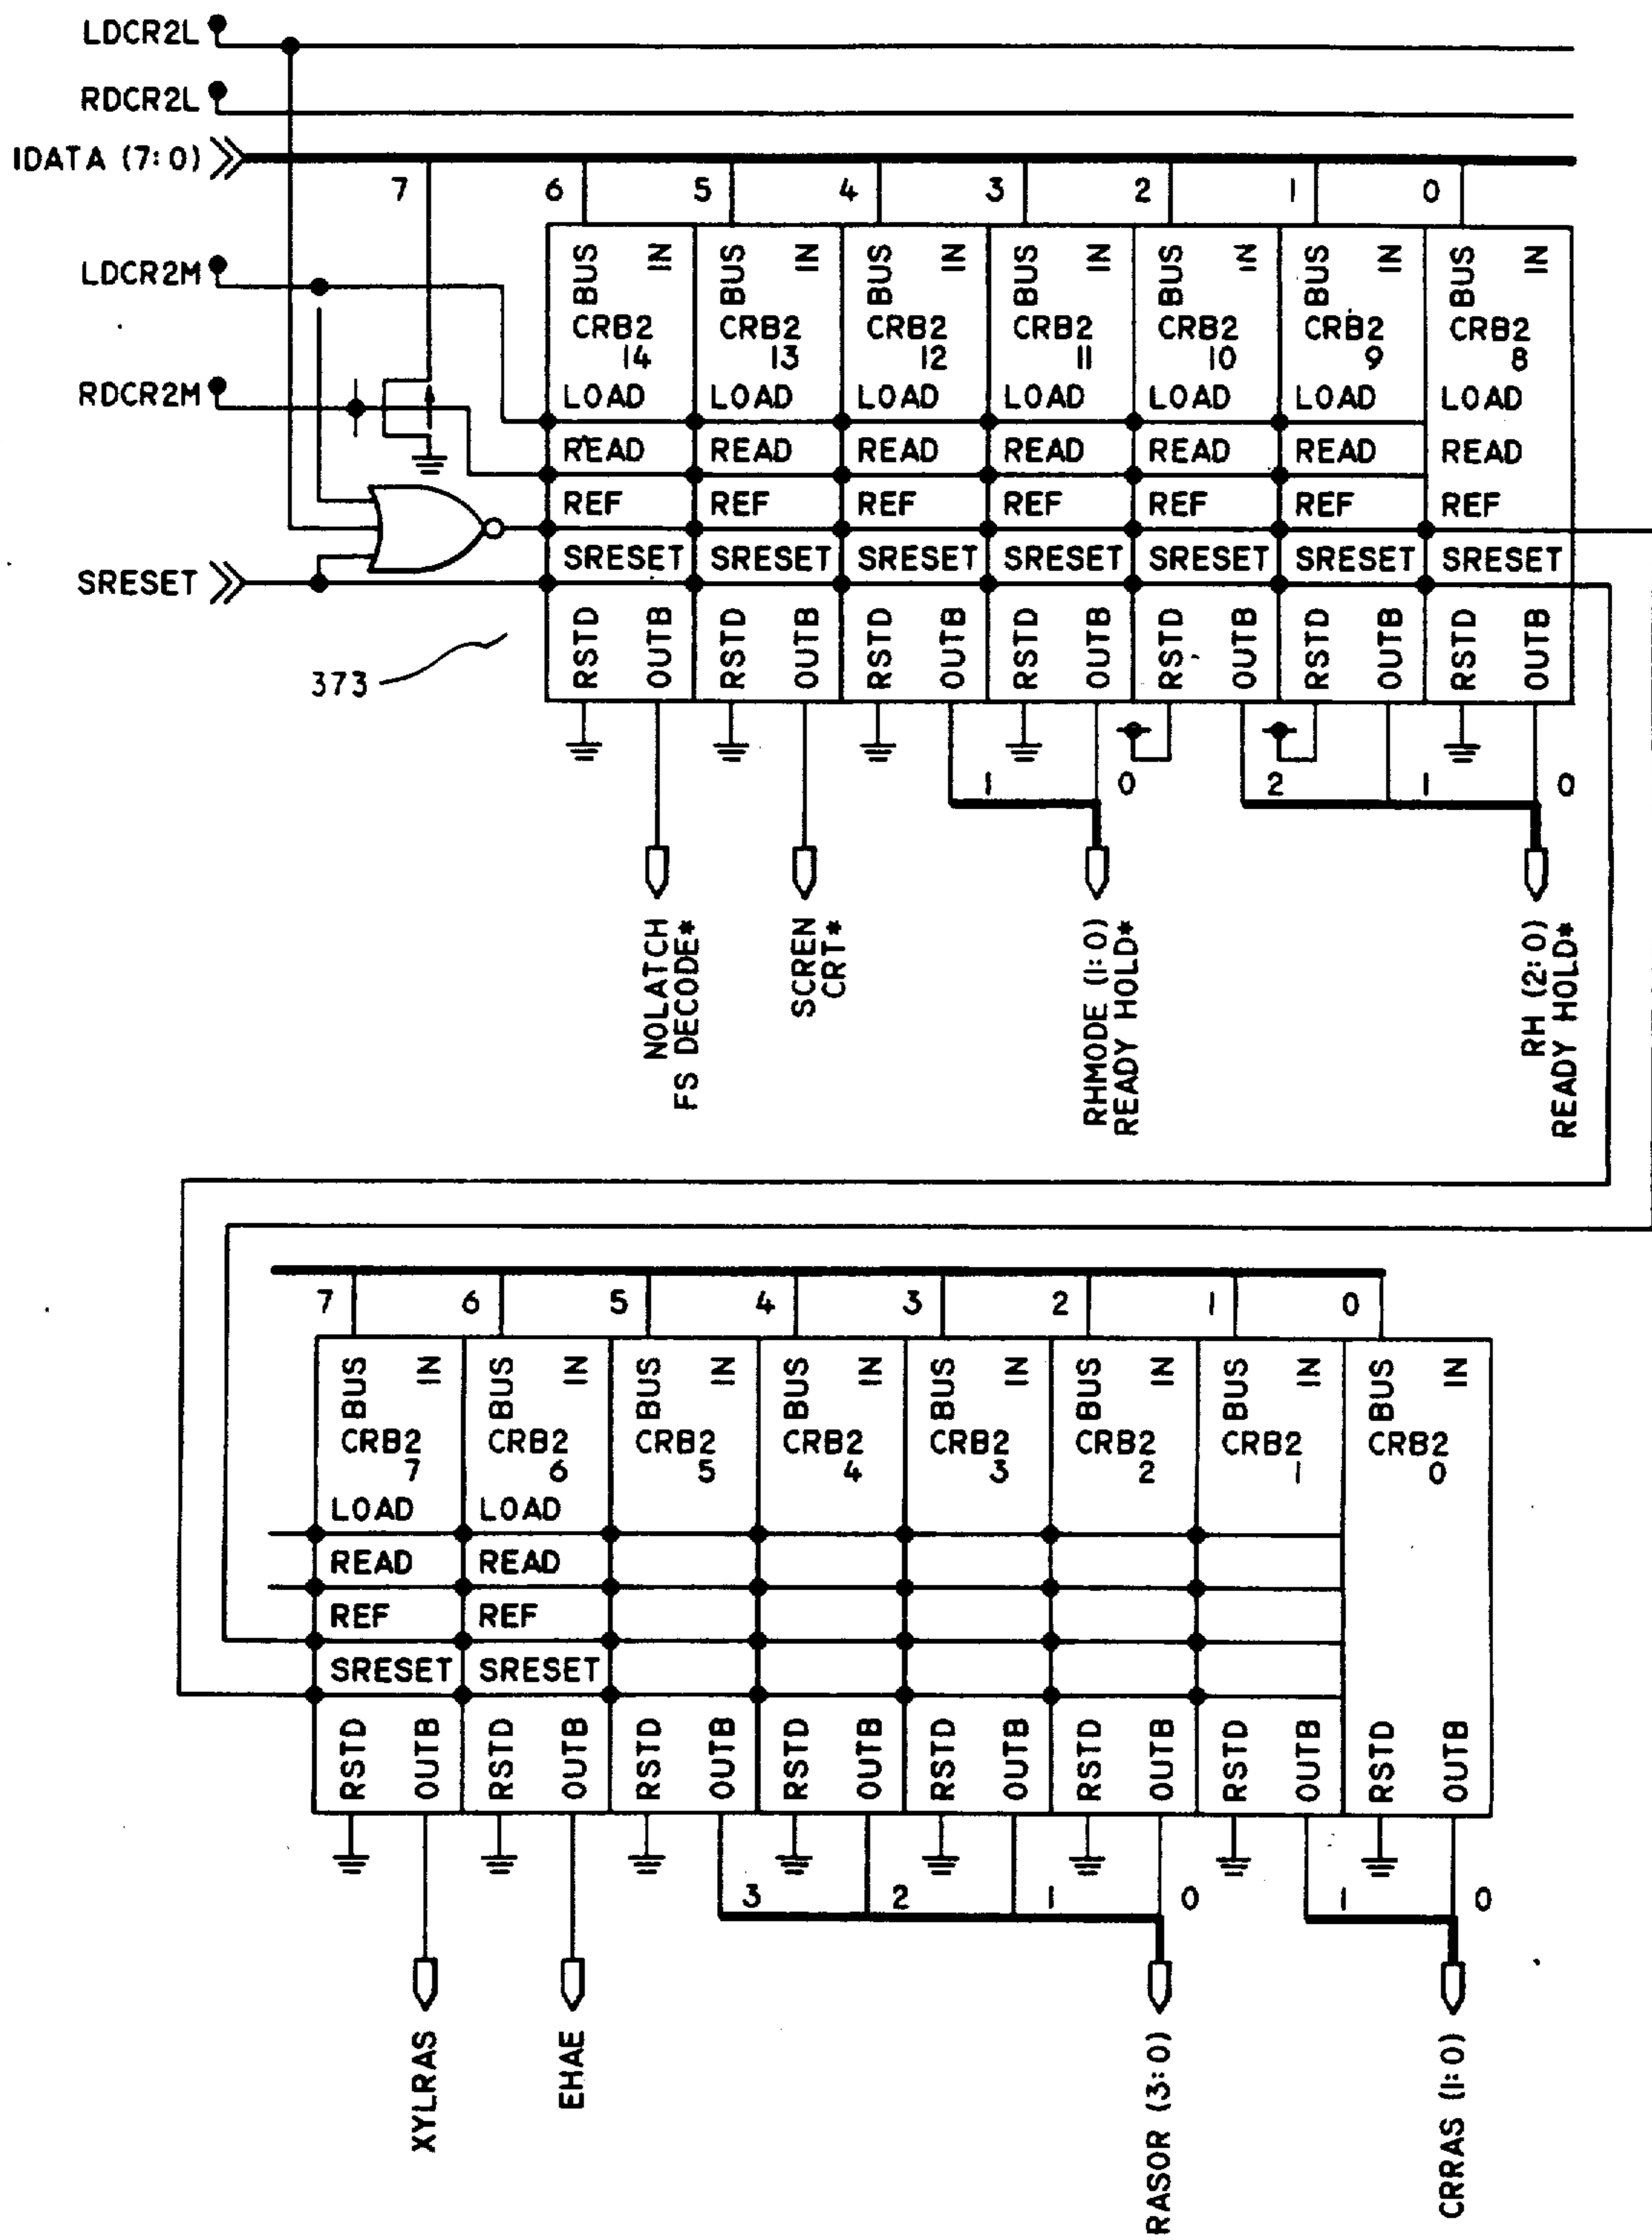 LDCR2L
RDCR2L
IDATA (7:0)
7 6 5 4 3 2 1 0
LDCR2M
BUS IN BUS IN BUS IN BUS IN BUS IN BUS IN BUS IN
CRB2 CRB2 CRB2 CRB2 CRB2 CRB2 CRB2
14 13 12 11 10 9 8
RDCR2M
LOAD LOAD LOAD LOAD LOAD LOAD LOAD
READ READ READ READ READ READ READ
REF REF REF REF REF REF REF
SRESET SRESET SRESET SRESET SRESET SRESET SRESET
SRESET
RSTD OUTB RSTD OUTB RSTD OUTB RSTD OUTB RSTD OUTB RSTD OUTB RSTD OUTB
373
1 0 2 1 0
NOLATCH
FS DECODE*
SCREN
CRT*
RHMODE (1:0)
READY HOLD*
RH (2:0)
READY HOLD*
7 6 5 4 3 2 1 0
BUS IN BUS IN BUS IN BUS IN BUS IN BUS IN BUS IN BUS IN
CRB2 CRB2 CRB2 CRB2 CRB2 CRB2 CRB2 CRB2
7 6 5 4 3 2 1 0
LOAD LOAD
READ READ
REF REF
SRESET SRESET
RSTD OUTB RSTD OUTB RSTD OUTB RSTD OUTB RSTD OUTB RSTD OUTB RSTD OUTB RSTD OUTB
3 2 1 0 1 0
XYLRAS
EHAE
RASOR (3:0)
CRRAS (1:0)